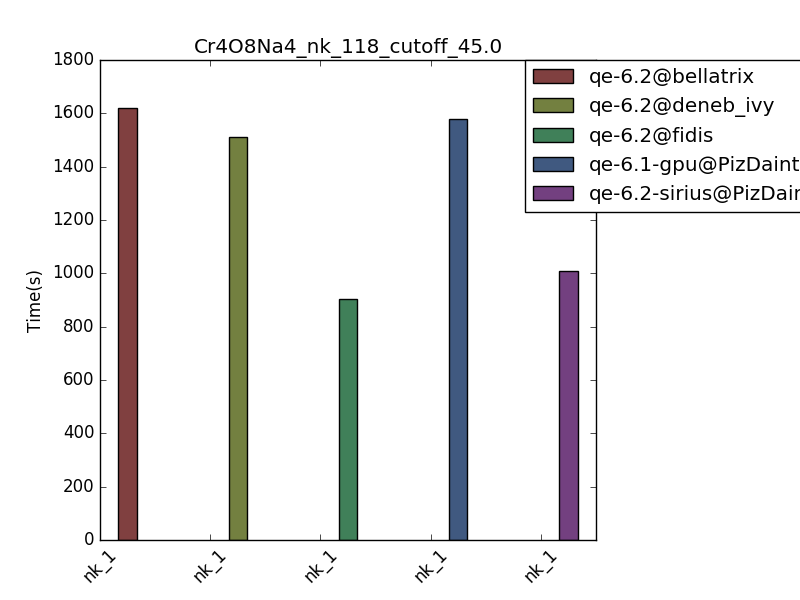 Cr4O8Na4_nk_118_cutoff_45.0
1800
1600
1400
1200
1000
800
600
400
200
0
Time(s)
nk_1
nk_1
nk_1
nk_1
nk_1
qe-6.2@bellatrix
qe-6.2@deneb_ivy
qe-6.2@fidis
qe-6.1-gpu@PizDaint
qe-6.2-sirius@PizDai